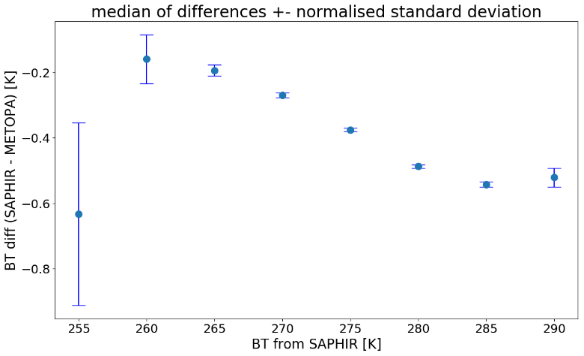 median of differences +- normalised standard deviation
BT diff (SAPHIR - METOPA) [K]
−0.2
−0.4
−0.6
−0.8
255 260 265 270 275 280 285 290
BT from SAPHIR [K]